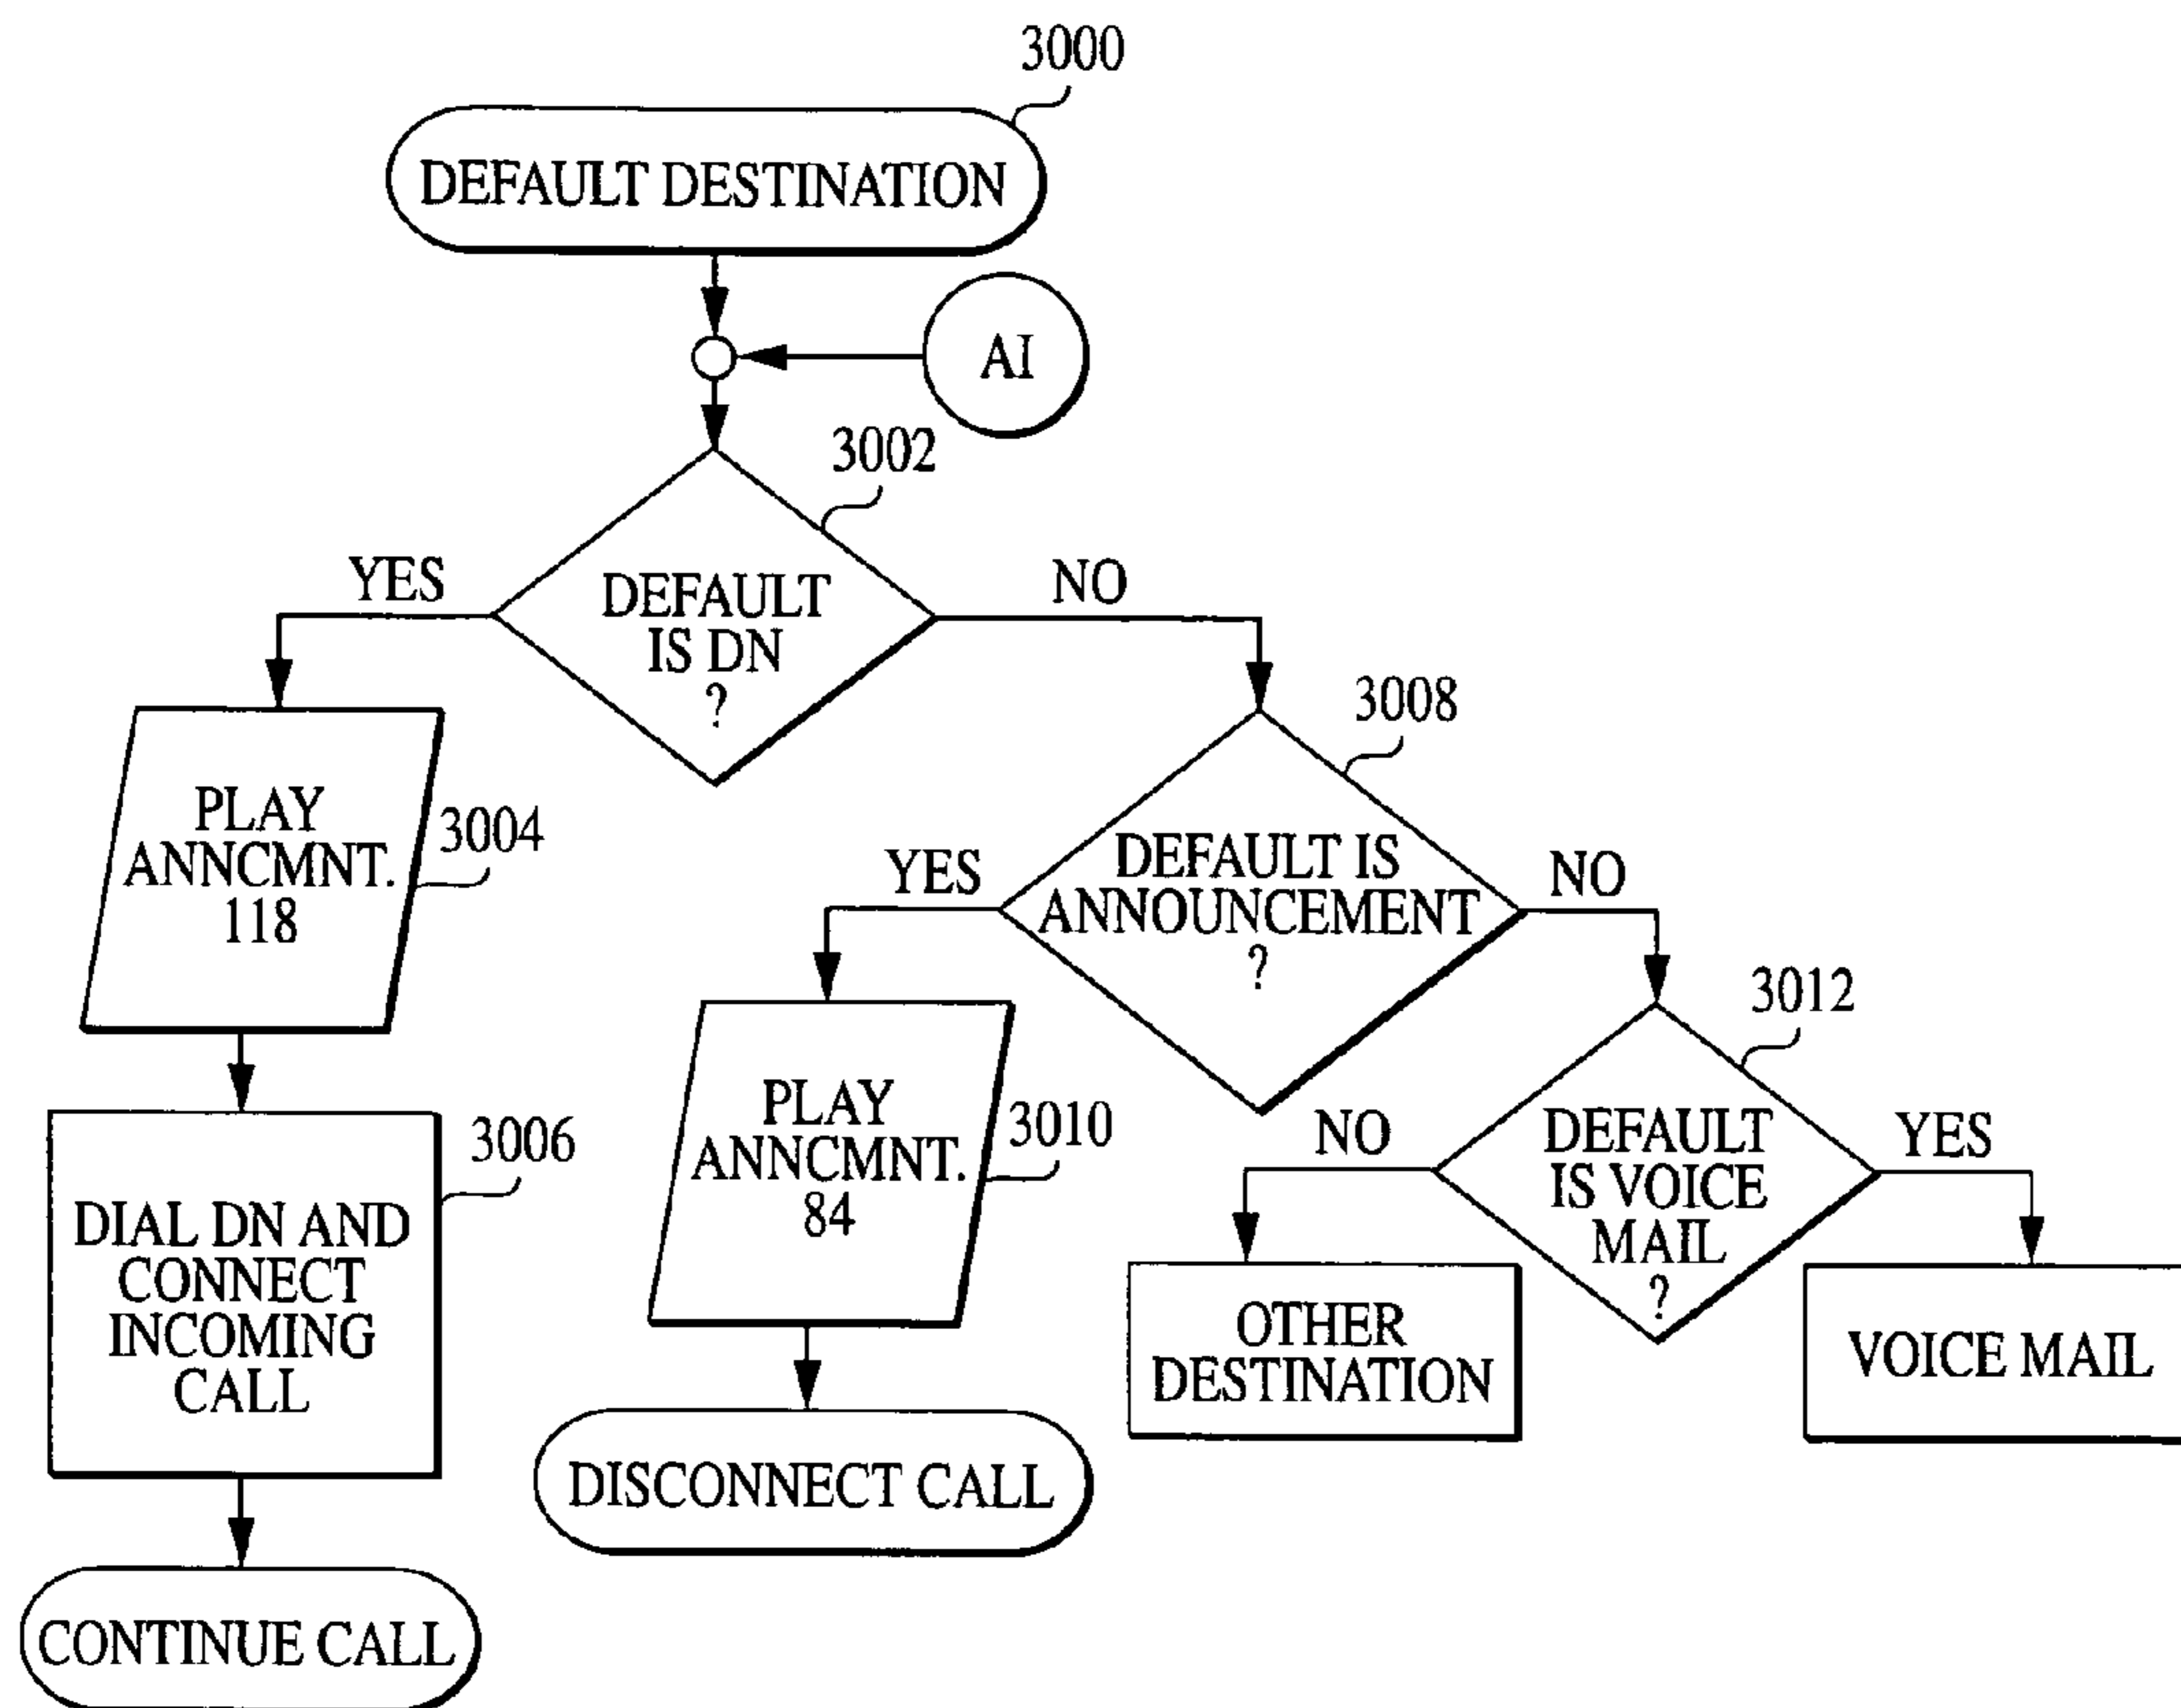 3000
DEFAULT DESTINATION
AI
3002
YES
NO
DEFAULT
IS DN
?
3008
PLAY
ANNCMNT.
118
3004
YES
DEFAULT IS
ANNOUNCEMENT
?
NO
3012
PLAY
ANNCMNT.
84
3010
3006
NO
DEFAULT
IS VOICE
MAIL
?
YES
DIAL DN AND
CONNECT
INCOMING
CALL
OTHER
DESTINATION
VOICE MAIL
DISCONNECT CALL
CONTINUE CALL